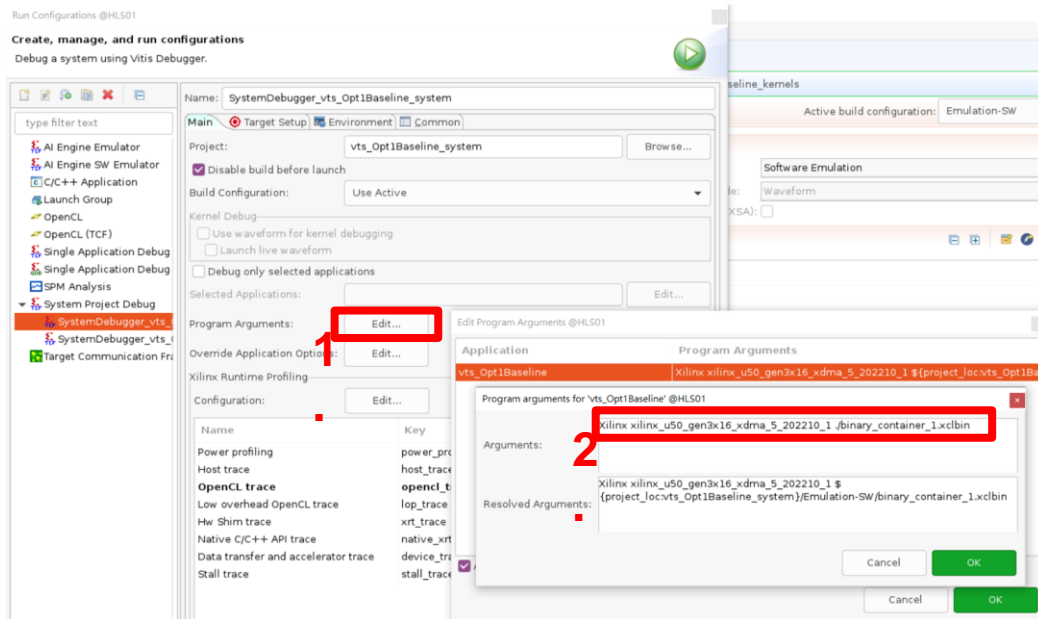 Run Configurations @HLS01
Create, manage, and run configurations
Debug a system using Vitis Debugger.
type filter text
AI Engine Emulator
AI Engine SW Emulator
C/C++ Application
Launch Group
OpenCL
OpenCL (TCF)
Single Application Debug
Single Application Debug
SPM Analysis
System Project Debug
SystemDebugger_vts_
SystemDebugger_vts_
Target Communication Fra
Name: SystemDebugger_vts_Opt1Baseline_system
Main Target Setup Environment Common
Project: vts_Opt1Baseline_system Browse...
Disable build before launch
Build Configuration: Use Active
Kernel Debug
Use waveform for kernel debugging
Launch live waveform
Debug only selected applications
Selected Applications: Edit...
Program Arguments: Edit...
1.
Override Application Options: Edit...
Xilinx Runtime Profiling
Configuration: Edit...
Name Key
Power profiling power_pro
Host trace host_trace
OpenCL trace opencl_t
Low overhead OpenCL trace lop_trace
Hw Shim trace xrt_trace
Native C/C++ API trace native_xrt
Data transfer and accelerator trace device_tra
Stall trace stall_trace
seline_kernels
Active build configuration: Emulation-SW
Software Emulation
de: Waveform
XSA):
Edit Program Arguments @HLS01
Application Program Arguments
vts_Opt1Baseline Xilinx xilinx_u50_gen3x16_xdma_5_202210_1 ${project_loc:vts_Opt1Ba
Program arguments for 'vts_Opt1Baseline' @HLS01
2.
Arguments: Xilinx xilinx_u50_gen3x16_xdma_5_202210_1 ./binary_container_1.xclbin
Resolved Arguments: Xilinx xilinx_u50_gen3x16_xdma_5_202210_1 $
{project_loc:vts_Opt1Baseline_system}/Emulation-SW/binary_container_1.xclbin
Cancel OK
Cancel OK